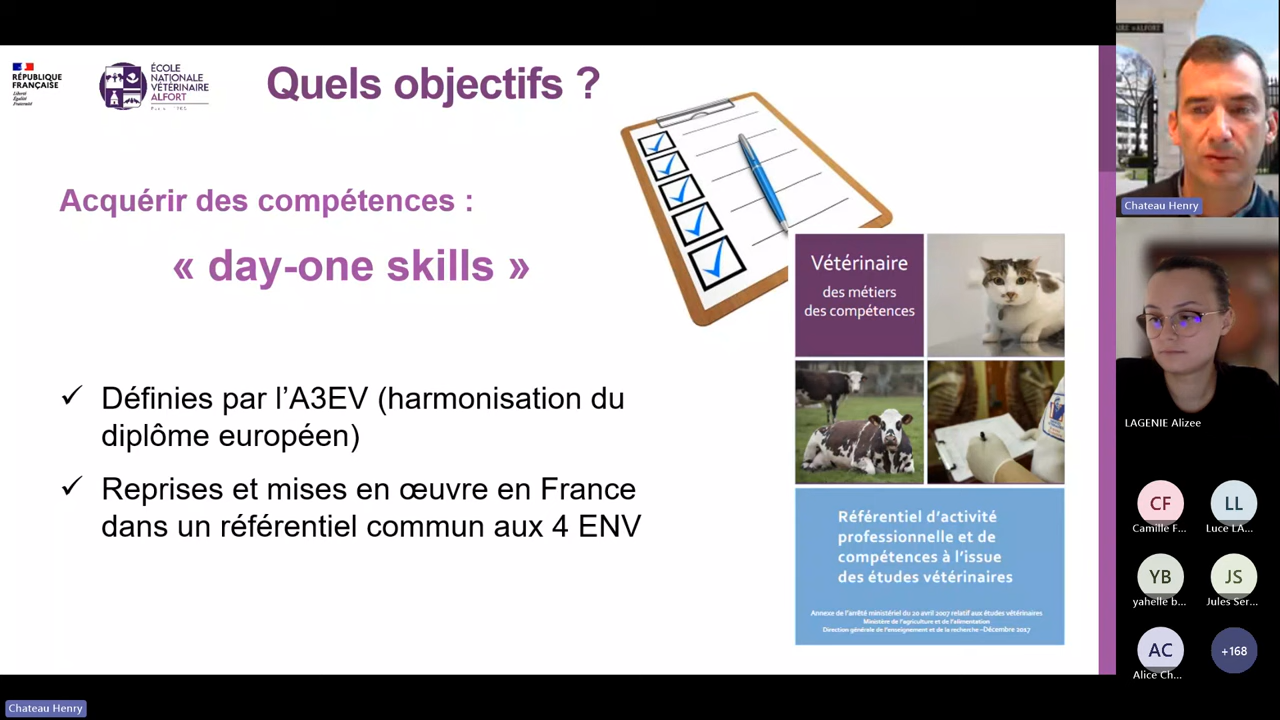 RÉPUBLIQUE
FRANÇAISE
Liberté
Égalité
Fraternité
ÉCOLE
NATIONALE
VÉTÉRINAIRE
ALFORT
Quels objectifs ?
Acquérir des compétences :
« day-one skills »
Définies par l’A3EV (harmonisation du
diplôme européen)
Reprises et mises en œuvre en France
dans un référentiel commun aux 4 ENV
Vétérinaire
des métiers
des compétences
Référentiel d’activité
professionnelle et de
compétences à l’issue
des études vétérinaires
Annexe de l’arrêté ministériel du 20 avril 2007 relatif aux études vétérinaires
Ministère de l’agriculture et de l’alimentation
Direction générale de l’enseignement et de la recherche -Décembre 2017
Chateau Henry
LAGENIE Alizee
CF
Camille F...
LL
Luce LA...
YB
yahelle b...
JS
Jules Ser...
AC
Alice Ch...
+168
Chateau Henry